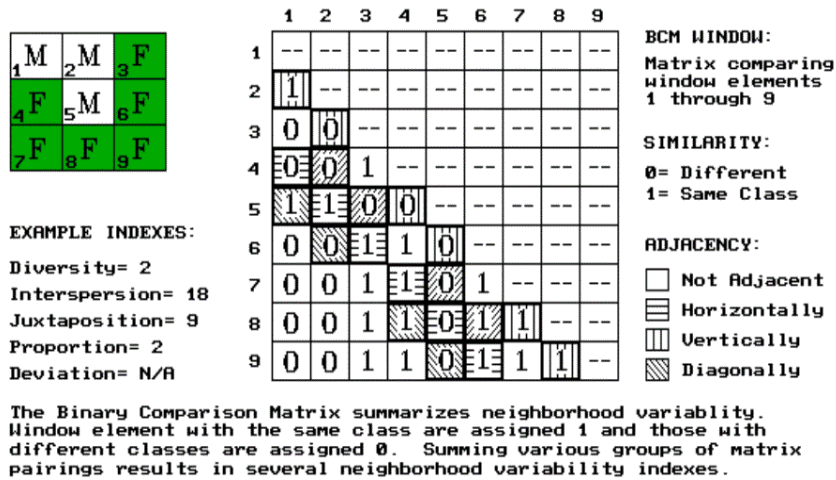 1 2 3 4 5 6 7 8 9
1M 2M 3F
4F 5M 6F
7F 8F 9F
1 -- -- -- -- -- -- -- -- --
2 1 -- -- -- -- -- -- -- --
3 0 0 -- -- -- -- -- -- --
4 0 0 1 -- -- -- -- -- --
5 1 1 0 0 -- -- -- -- --
6 0 0 1 1 0 -- -- -- --
7 0 0 1 1 0 1 -- -- --
8 0 0 1 1 0 1 1 -- --
9 0 0 1 1 0 1 1 1 --
BCM WINDOW:
Matrix comparing
window elements
1 through 9
SIMILARITY:
0= Different
1= Same Class
ADJACENCY:
Not Adjacent
Horizontally
Vertically
Diagonally
EXAMPLE INDEXES:
Diversity= 2
Interspersion= 18
Juxtaposition= 9
Proportion= 2
Deviation= N/A
The Binary Comparison Matrix summarizes neighborhood variablity.
Window element with the same class are assigned 1 and those with
different classes are assigned 0. Summing various groups of matrix
pairings results in several neighborhood variability indexes.